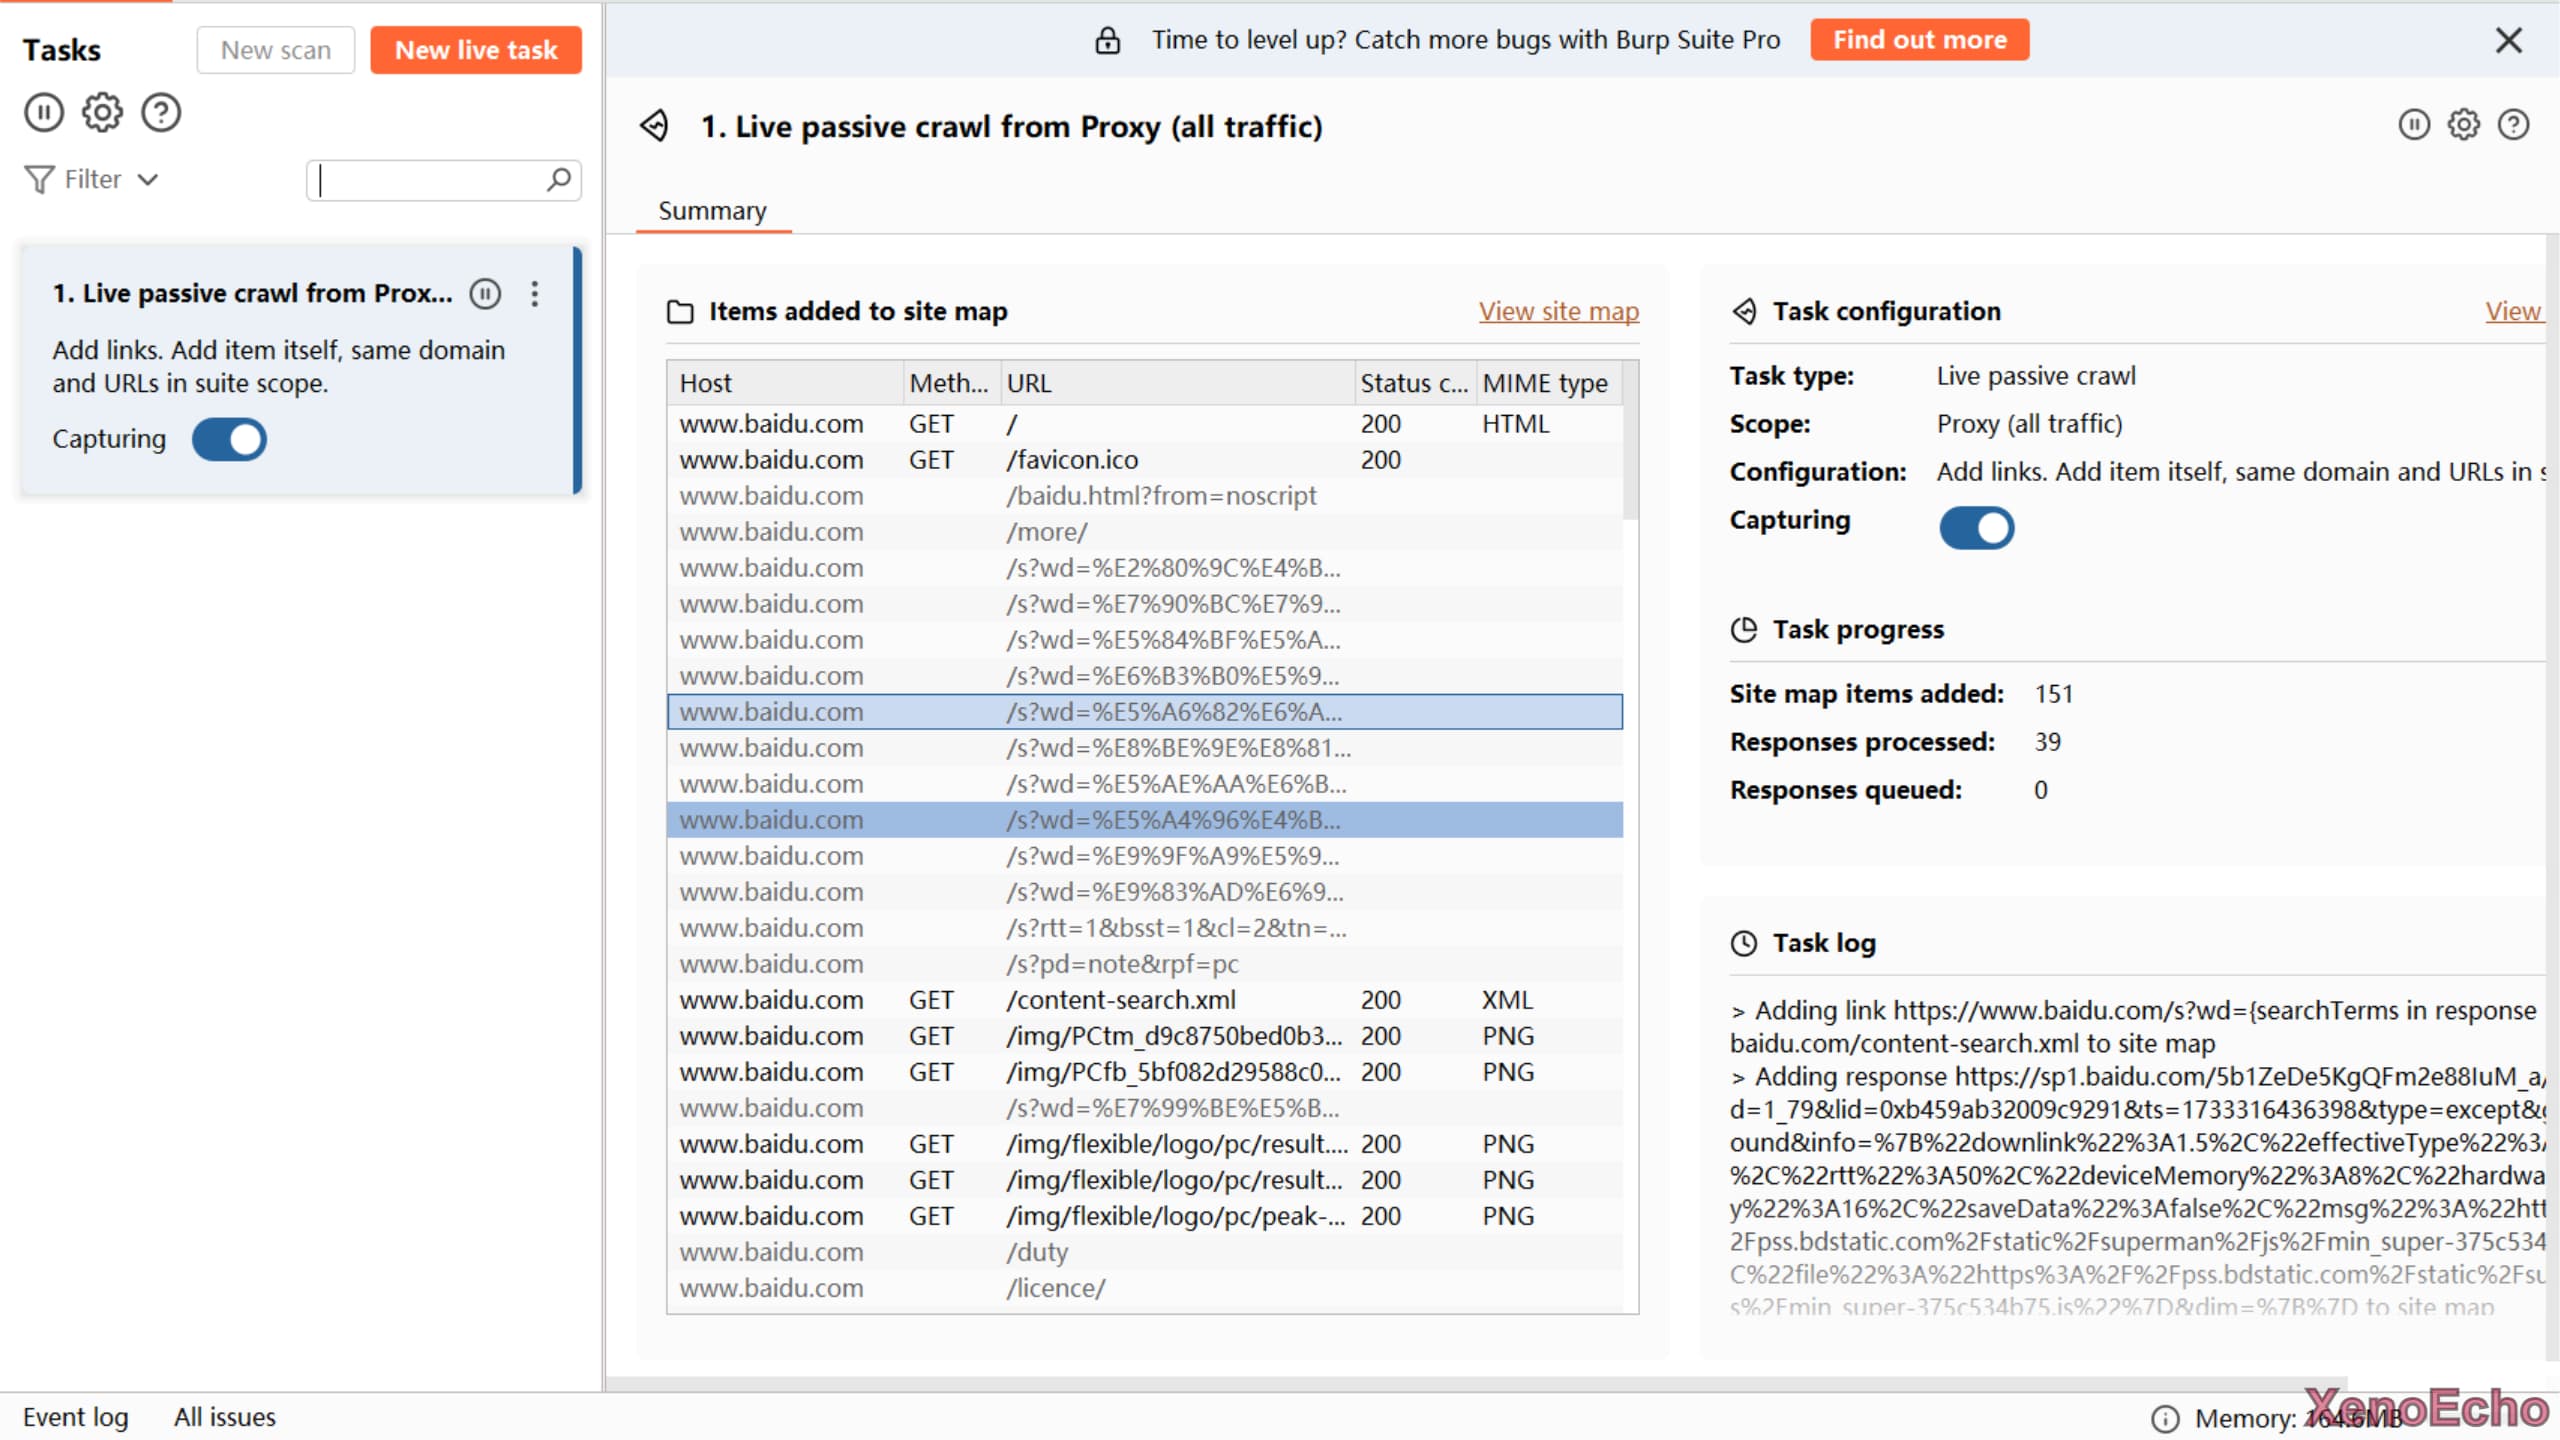 Tasks
New scan
New live task
Filter
1. Live passive crawl from Prox...
Add links. Add item itself, same domain
and URLs in suite scope.
Capturing
Time to level up? Catch more bugs with Burp Suite Pro
Find out more
1. Live passive crawl from Proxy (all traffic)
Summary
Items added to site map
View site map
Host Meth... URL Status c... MIME type
www.baidu.com GET / 200 HTML
www.baidu.com GET /favicon.ico 200
www.baidu.com /baidu.html?from=noscript
www.baidu.com /more/
www.baidu.com /s?wd=%E2%80%9C%E4%B...
www.baidu.com /s?wd=%E7%90%BC%E7%9...
www.baidu.com /s?wd=%E5%84%BF%E5%A...
www.baidu.com /s?wd=%E6%B3%B0%E5%9...
www.baidu.com /s?wd=%E5%A6%82%E6%A...
www.baidu.com /s?wd=%E8%BE%9E%E8%81...
www.baidu.com /s?wd=%E5%AE%AA%E6%B...
www.baidu.com /s?wd=%E5%A4%96%E4%B...
www.baidu.com /s?wd=%E9%9F%A9%E5%9...
www.baidu.com /s?wd=%E9%83%AD%E6%9...
www.baidu.com /s?rtt=1&bsst=1&cl=2&tn=...
www.baidu.com /s?pd=note&rpf=pc
www.baidu.com GET /content-search.xml 200 XML
www.baidu.com GET /img/PCtm_d9c8750bed0b3... 200 PNG
www.baidu.com GET /img/PCfb_5bf082d29588c0... 200 PNG
www.baidu.com /s?wd=%E7%99%BE%E5%B...
www.baidu.com GET /img/flexible/logo/pc/result.... 200 PNG
www.baidu.com GET /img/flexible/logo/pc/result... 200 PNG
www.baidu.com GET /img/flexible/logo/pc/peak-... 200 PNG
www.baidu.com /duty
www.baidu.com /licence/
Task configuration
View
Task type: Live passive crawl
Scope: Proxy (all traffic)
Configuration: Add links. Add item itself, same domain and URLs in s
Capturing
Task progress
Site map items added: 151
Responses processed: 39
Responses queued: 0
Task log
> Adding link https://www.baidu.com/s?wd={searchTerms in response
baidu.com/content-search.xml to site map
> Adding response https://sp1.baidu.com/5b1ZeDe5KgQFm2e88IuM_a/
d=1_79&lid=0xb459ab32009c9291&ts=1733316436398&type=except&g
ound&info=%7B%22downlink%22%3A1.5%2C%22effectiveType%22%3A
%2C%22rtt%22%3A50%2C%22deviceMemory%22%3A8%2C%22hardwa
y%22%3A16%2C%22saveData%22%3Afalse%2C%22msg%22%3A%22htt
2Fpss.bdstatic.com%2Fstatic%2Fsuperman%2Fjs%2Fmin_super-375c534
C%22file%22%3A%22https%3A%2F%2Fpss.bdstatic.com%2Fstatic%2Fsu
s%2Fmin_super-375c534b75.js%22%7D&dim=%7B%7D to site map
Event log
All issues
Memory: 164.6MB
XenoEcho